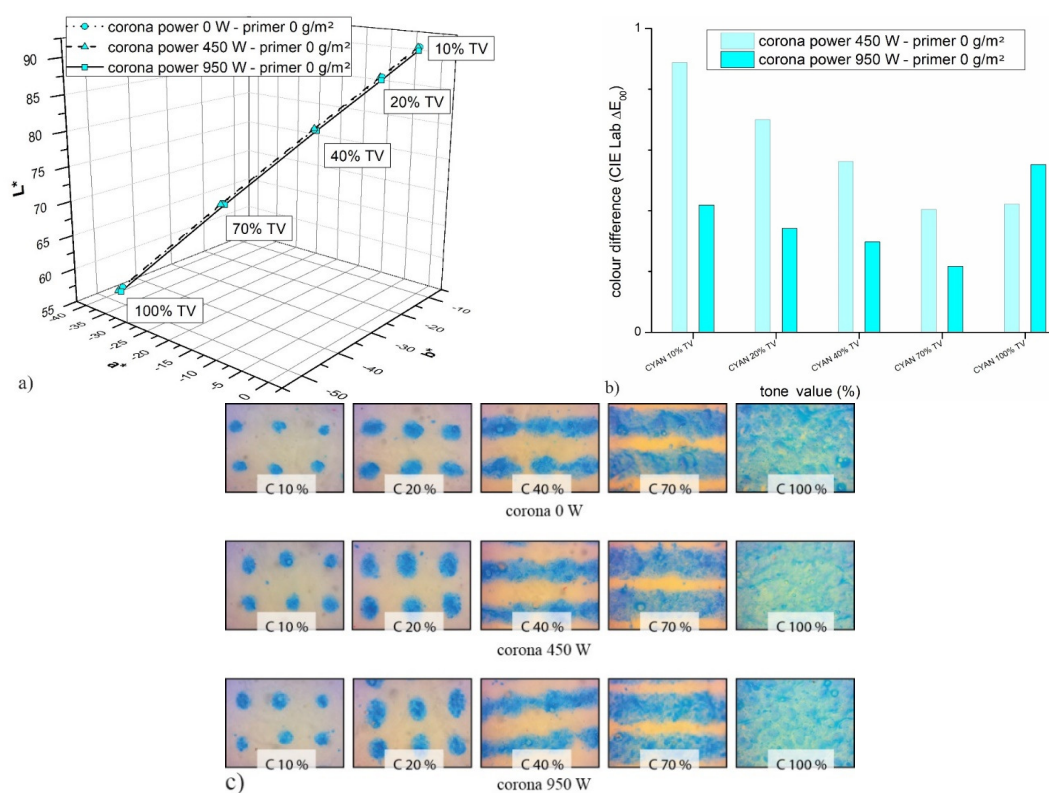 corona power 0 W - primer 0 g/m²
corona power 450 W - primer 0 g/m²
corona power 950 W - primer 0 g/m²
10% TV
20% TV
40% TV
70% TV
100% TV
90
85
80
75
70
65
60
55
L*
-40
-35
-30
-25
-20
-15
-10
-5
0
a*
-10
-20
-30
-40
-50
b*
a)
corona power 450 W - primer 0 g/m²
corona power 950 W - primer 0 g/m²
1
0
colour difference (CIE Lab ΔE₀₀)
CYAN 10% TV
CYAN 20% TV
CYAN 40% TV
CYAN 70% TV
CYAN 100% TV
tone value (%)
b)
C 10 %
C 20 %
C 40 %
C 70 %
C 100 %
corona 0 W
C 10 %
C 20 %
C 40 %
C 70 %
C 100 %
corona 450 W
C 10 %
C 20 %
C 40 %
C 70 %
C 100 %
c)
corona 950 W